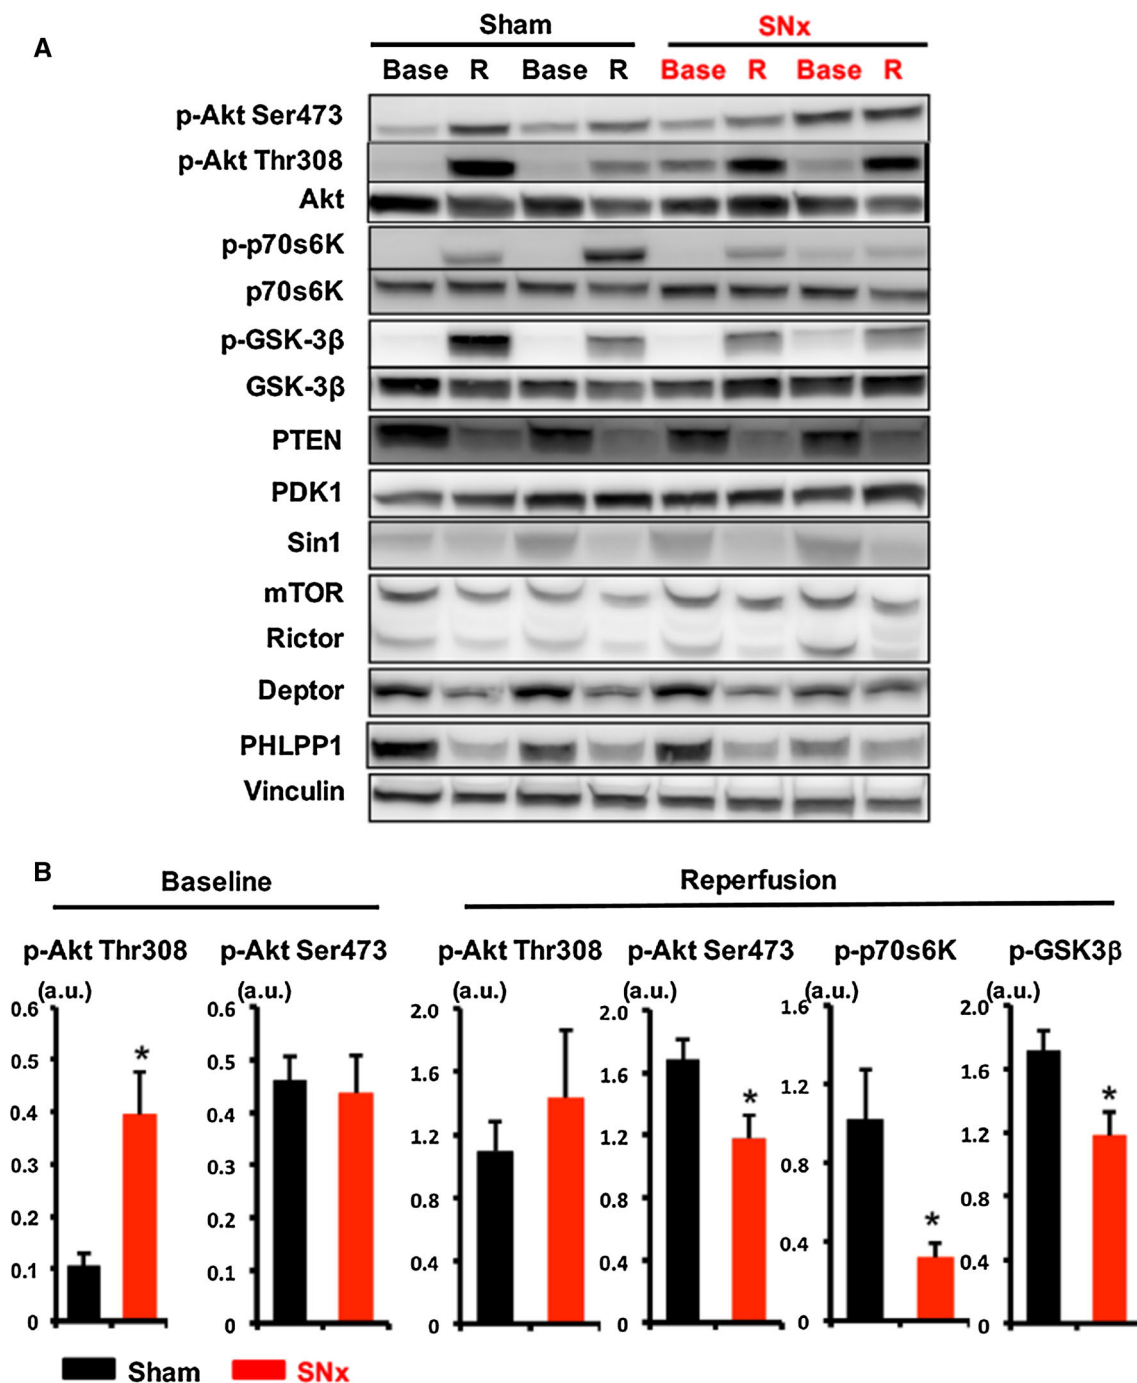 A
Sham SNx
Base R Base R Base R Base R
p-Akt Ser473
p-Akt Thr308
Akt
p-p70s6K
p70s6K
p-GSK-3β
GSK-3β
PTEN
PDK1
Sin1
mTOR
Rictor
Deptor
PHLPP1
Vinculin
B
Baseline Reperfusion
p-Akt Thr308 p-Akt Ser473 p-Akt Thr308 p-Akt Ser473 p-p70s6K p-GSK3β
(a.u.) (a.u.) (a.u.) (a.u.) (a.u.) (a.u.)
0.6 0.5 0.4 0.3 0.2 0.1 0
*
0.6 0.5 0.4 0.3 0.2 0.1 0
2.0 1.6 1.2 0.8 0.4 0
2.0 1.6 1.2 0.8 0.4 0
*
1.6 1.2 0.8 0.4 0
*
2.0 1.6 1.2 0.8 0.4 0
*
Sham SNx